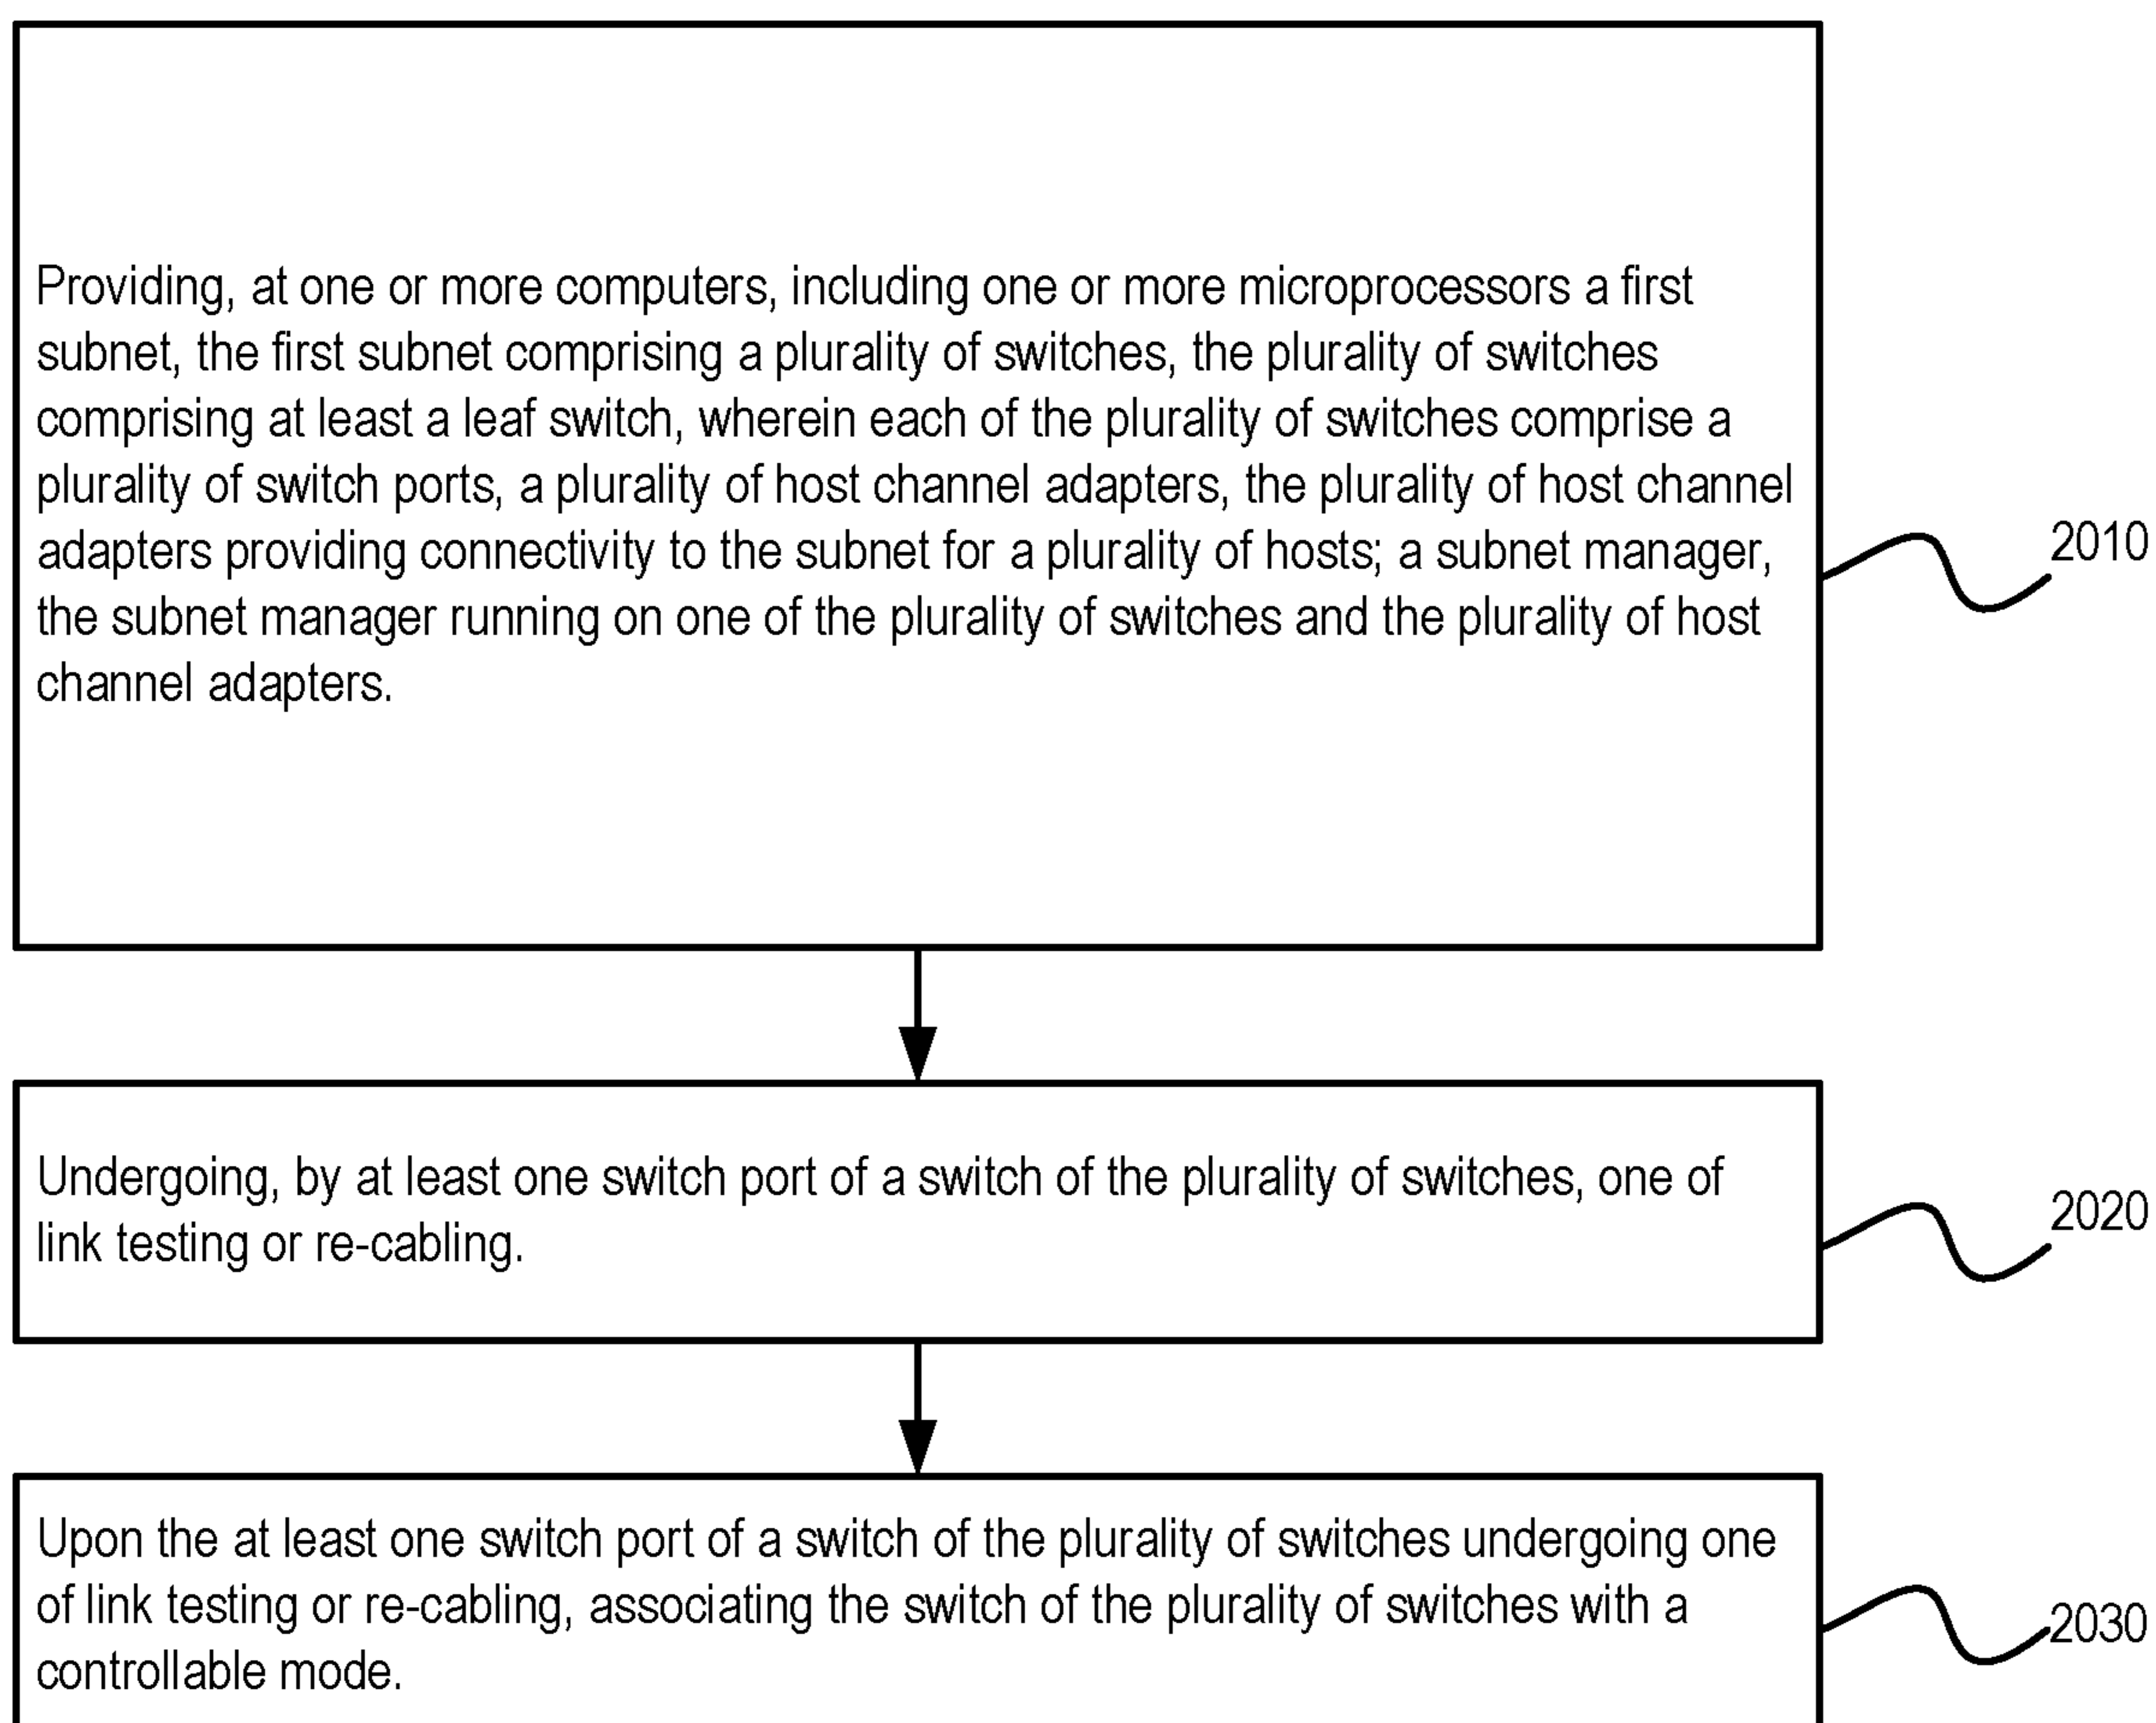 Providing, at one or more computers, including one or more microprocessors a first
subnet, the first subnet comprising a plurality of switches, the plurality of switches
comprising at least a leaf switch, wherein each of the plurality of switches comprise a
plurality of switch ports, a plurality of host channel adapters, the plurality of host channel
adapters providing connectivity to the subnet for a plurality of hosts; a subnet manager,
the subnet manager running on one of the plurality of switches and the plurality of host
channel adapters.
2010
Undergoing, by at least one switch port of a switch of the plurality of switches, one of
link testing or re-cabling.
2020
Upon the at least one switch port of a switch of the plurality of switches undergoing one
of link testing or re-cabling, associating the switch of the plurality of switches with a
controllable mode.
2030